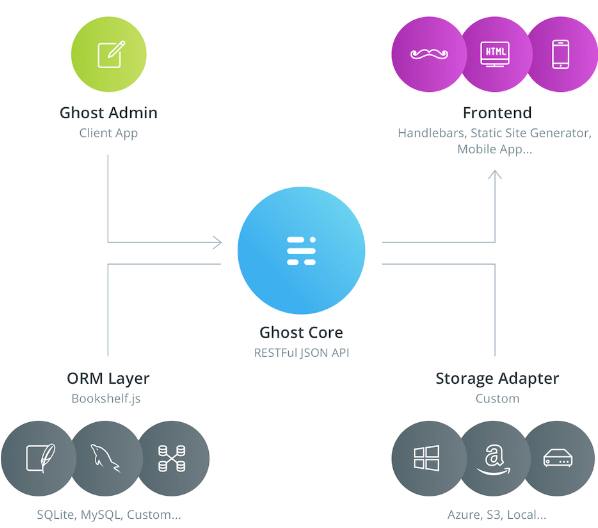 Ghost Admin
Client App
HTML
Frontend
Handlebars, Static Site Generator,
Mobile App...
Ghost Core
RESTFul JSON API
ORM Layer
Bookshelf.js
SQLite, MySQL, Custom...
Storage Adapter
Custom
a
Azure, S3, Local...